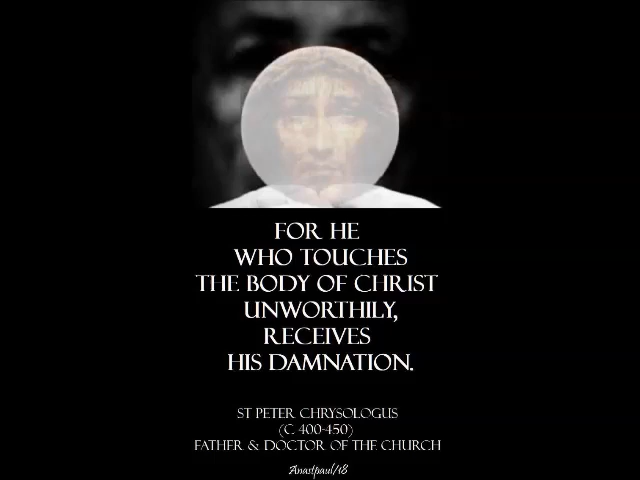 FOR HE
WHO TOUCHES
THE BODY OF CHRIST
UNWORTHILY,
RECEIVES
HIS DAMNATION.
ST PETER CHRYSOLOGUS
(C. 400-450)
FATHER & DOCTOR OF THE CHURCH
Anastpaul/18